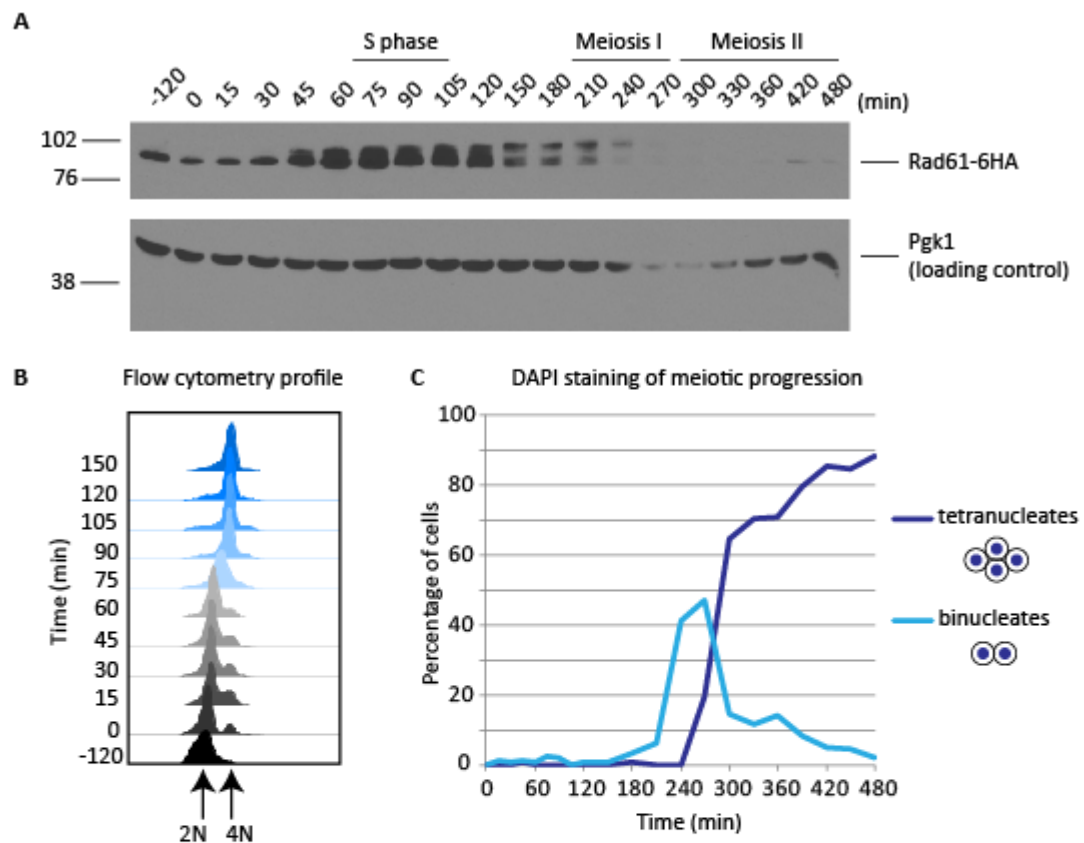 A
S phase
Meiosis I
Meiosis II
-120 0 15 30 45 60 75 90 105 120 150 180 210 240 270 300 330 360 420 480 (min)
102
76
Rad61-6HA
Pgk1
(loading control)
38
B
Flow cytometry profile
Time (min)
150
120
105
90
75
60
45
30
15
0
-120
2N 4N
C
DAPI staining of meiotic progression
Percentage of cells
100
80
60
40
20
0
0 60 120 180 240 300 360 420 480
Time (min)
tetranucleates
binucleates